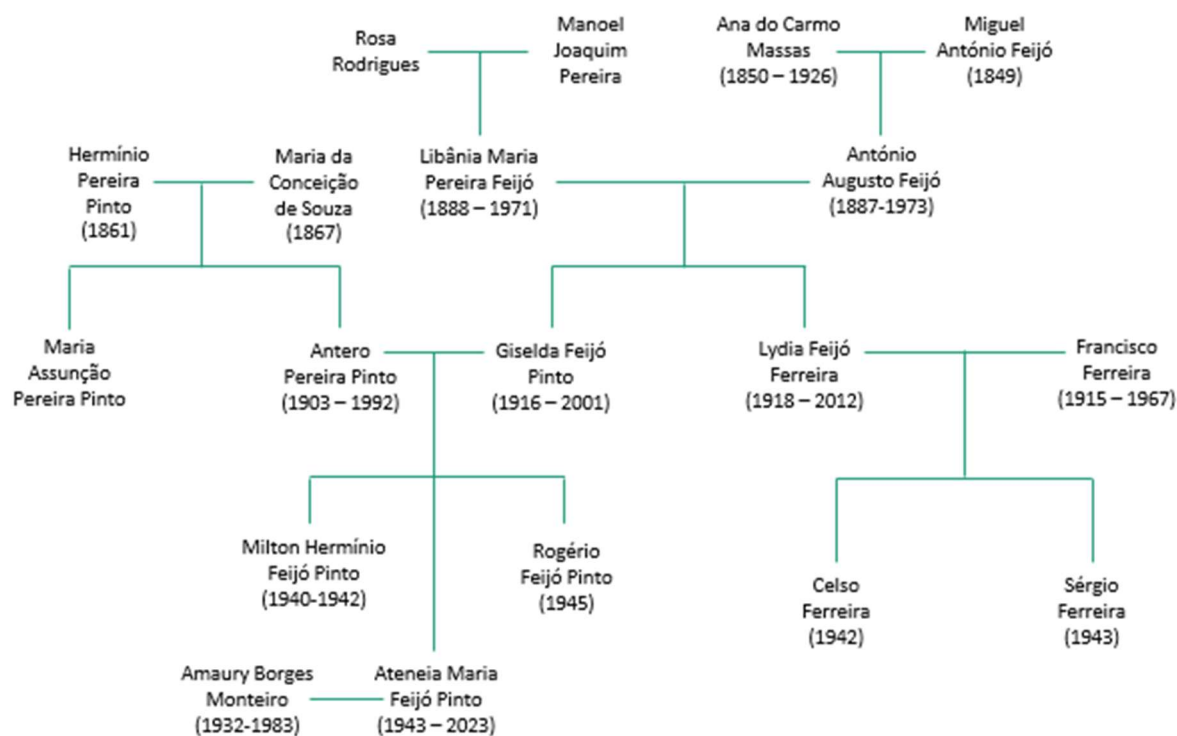 Rosa
Rodrigues
Manoel
Joaquim
Pereira
Ana do Carmo
Massas
(1850 – 1926)
Miguel
António Feijó
(1849)
Hermínio
Pereira
Pinto
(1861)
Maria da
Conceição
de Souza
(1867)
Libânia Maria
Pereira Feijó
(1888 – 1971)
António
Augusto Feijó
(1887-1973)
Maria
Assunção
Pereira Pinto
Antero
Pereira Pinto
(1903 – 1992)
Giselda Feijó
Pinto
(1916 – 2001)
Lydia Feijó
Ferreira
(1918 – 2012)
Francisco
Ferreira
(1915 – 1967)
Milton Hermínio
Feijó Pinto
(1940-1942)
Rogério
Feijó Pinto
(1945)
Celso
Ferreira
(1942)
Sérgio
Ferreira
(1943)
Amaury Borges
Monteiro
(1932-1983)
Ateneia Maria
Feijó Pinto
(1943 – 2023)